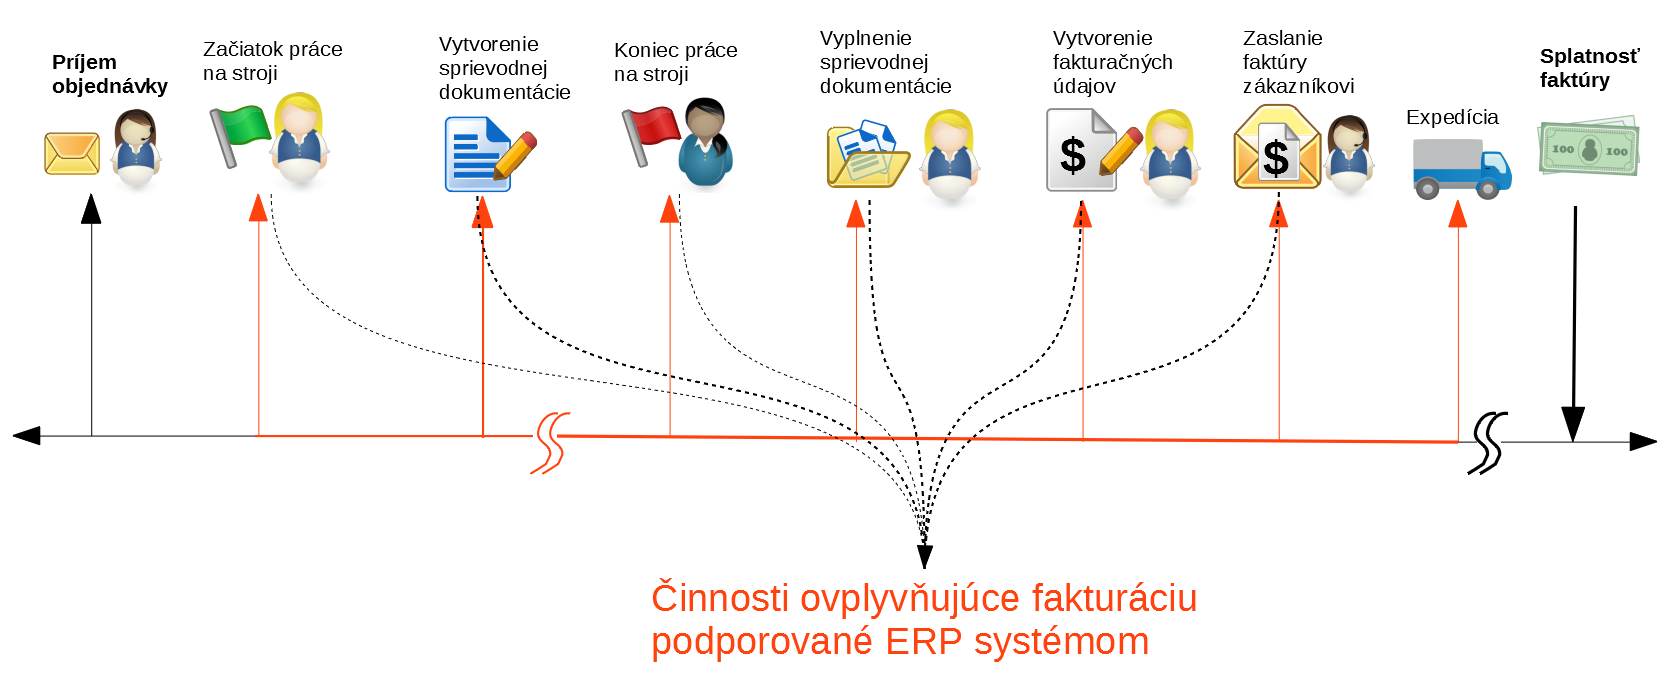 Príjem
objednávky
Začiatok práce
na stroji
Vytvorenie
sprievodnej
dokumentácie
Koniec práce
na stroji
Vyplnenie
sprievodnej
dokumentácie
Vytvorenie
fakturačných
údajov
$
Zaslanie
faktúry
zákazníkovi
$
Expedícia
Splatnosť
faktúry
100 100
Činnosti ovplyvňujúce fakturáciu
podporované ERP systémom